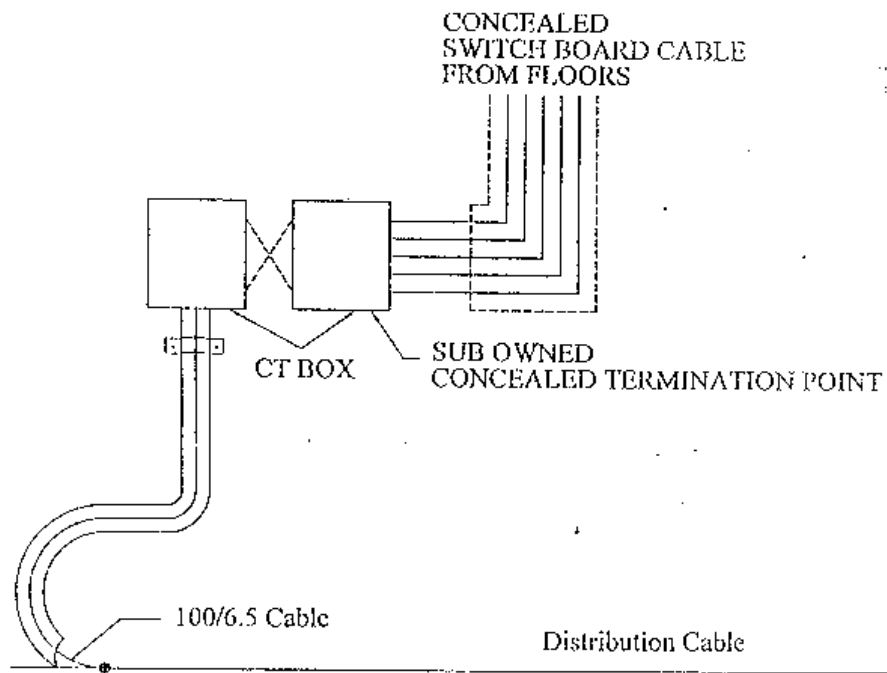 CONCEALED
SWITCH BOARD CABLE
FROM FLOORS
CT BOX
SUB OWNED
CONCEALED TERMINATION POINT
100/6.5 Cable
Distribution Cable